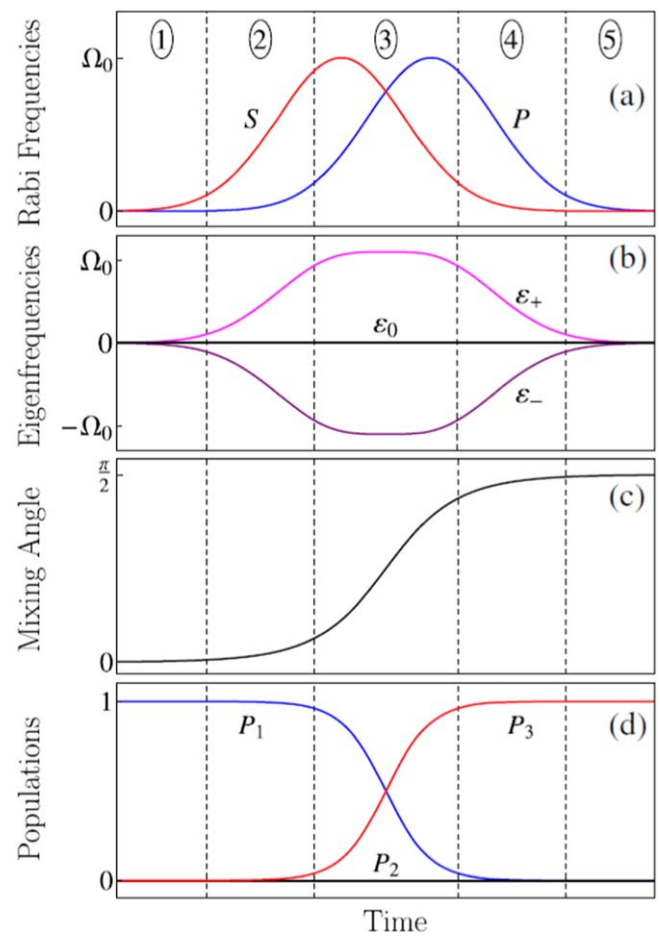 Rabi Frequencies
Ω₀
0
① ② ③ ④ ⑤
(a)
S
P
Eigenfrequencies
Ω₀
0
−Ω₀
(b)
ε₊
ε₀
ε₋
Mixing Angle
π/2
0
(c)
Populations
1
0
(d)
P₁
P₃
P₂
Time